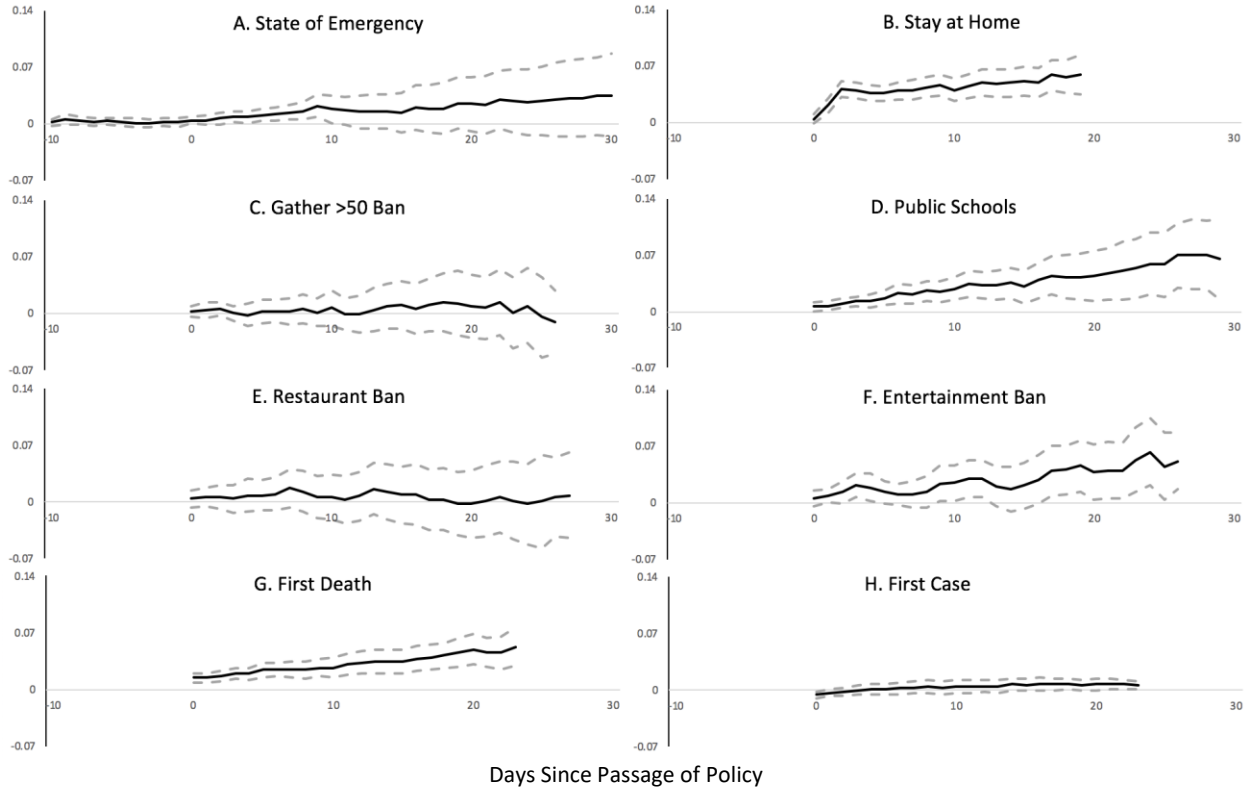 0.14
A. State of Emergency
0.07
0
-10 0 10 20 30
-0.07
0.14
B. Stay at Home
0.07
0
-10 0 10 20 30
-0.07
0.14
C. Gather >50 Ban
0.07
0
-10 0 10 20 30
-0.07
0.14
D. Public Schools
0.07
0
-10 0 10 20 30
-0.07
0.14
E. Restaurant Ban
0.07
0
-10 0 10 20 30
-0.07
0.14
F. Entertainment Ban
0.07
0
-10 0 10 20 30
-0.07
0.14
G. First Death
0.07
0
-10 0 10 20 30
-0.07
0.14
H. First Case
0.07
0
-10 0 10 20 30
-0.07
Days Since Passage of Policy